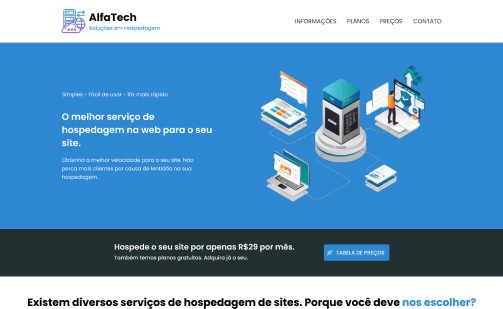 AlfaTech
Soluções em Hospedagem
INFORMAÇÕES PLANOS PREÇOS CONTATO
Simples - Fácil de usar - 10x mais rápido
O melhor serviço de
hospedagem na web para o seu
site.
Obtenha a melhor velocidade para o seu site. Não
perca mais clientes por causa de lentidão na sua
hospedagem.
Hospede o seu site por apenas R$29 por mês.
Também temos planos gratuitos. Adquira já o seu.
TABELA DE PREÇOS
Existem diversos serviços de hospedagem de sites. Porque você deve nos escolher?